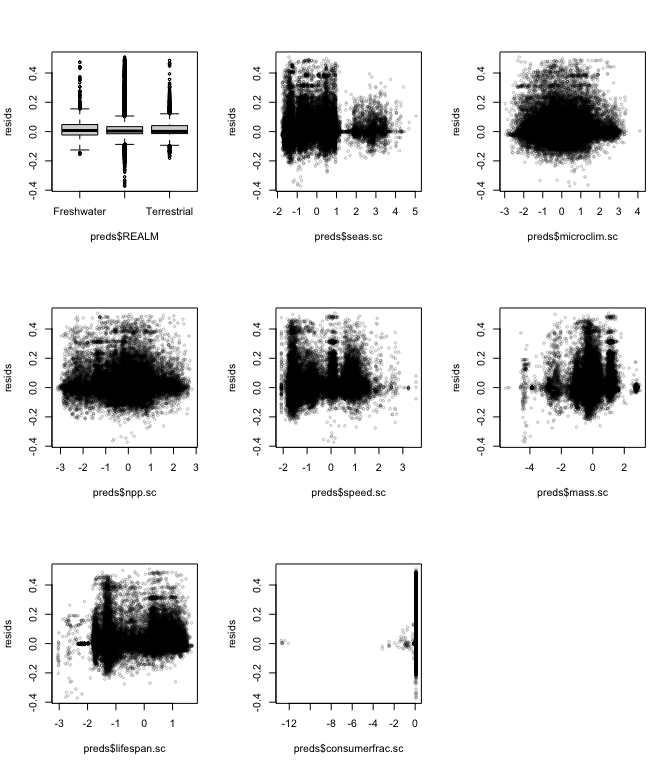 resids
0.4
0.2
0.0
-0.2
-0.4
Freshwater
Terrestrial
preds$REALM
resids
0.4
0.2
0.0
-0.2
-0.4
-2 -1 0 1 2 3 4 5
preds$seas.sc
resids
0.4
0.2
0.0
-0.2
-0.4
-3 -2 -1 0 1 2 3 4
preds$microclim.sc
resids
0.4
0.2
0.0
-0.2
-0.4
-3 -2 -1 0 1 2 3
preds$npp.sc
resids
0.4
0.2
0.0
-0.2
-0.4
-2 -1 0 1 2 3
preds$speed.sc
resids
0.4
0.2
0.0
-0.2
-0.4
-4 -2 0 2
preds$mass.sc
resids
0.4
0.2
0.0
-0.2
-0.4
-3 -2 -1 0 1
preds$lifespan.sc
resids
0.4
0.2
0.0
-0.2
-0.4
-12 -8 -6 -4 -2 0
preds$consumerfrac.sc